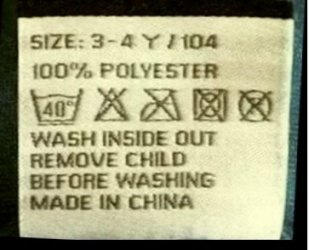 SIZE: 3-4 Y / 104
100% POLYESTER
40°
WASH INSIDE OUT
REMOVE CHILD
BEFORE WASHING
MADE IN CHINA